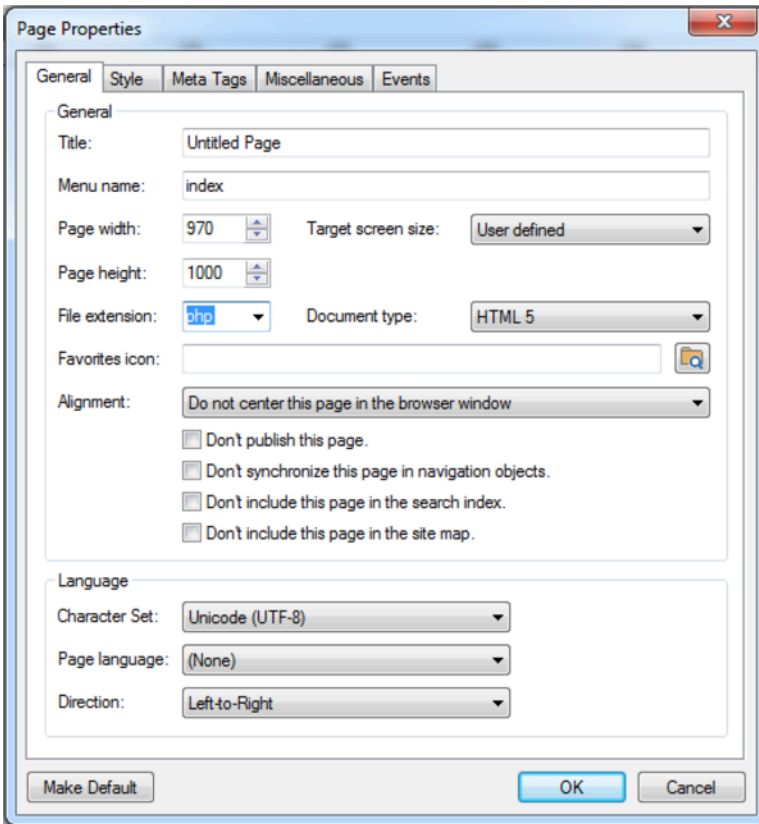 Page Properties
General Style Meta Tags Miscellaneous Events
General
Title: Untitled Page
Menu name: index
Page width: 970 Target screen size: User defined
Page height: 1000
File extension: php Document type: HTML 5
Favorites icon:
Alignment: Do not center this page in the browser window
Don't publish this page.
Don't synchronize this page in navigation objects.
Don't include this page in the search index.
Don't include this page in the site map.
Language
Character Set: Unicode (UTF-8)
Page language: (None)
Direction: Left-to-Right
Make Default OK Cancel